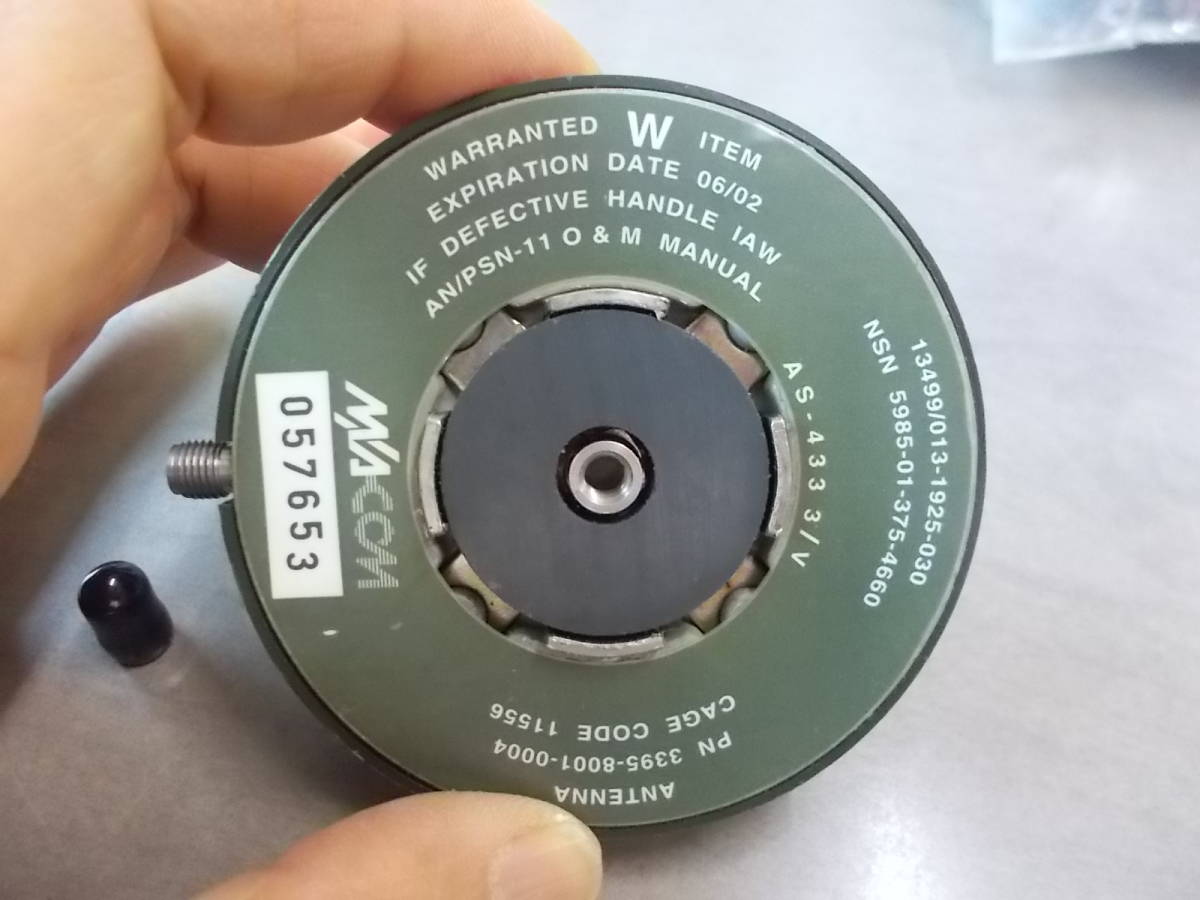 WARRANTED W ITEM
EXPIRATION DATE 06/02
IF DEFECTIVE HANDLE IAW
AN/PSN-11 O & M MANUAL
13499/013-1925-030
NSN 5985-01-375-4660
AS-4333/V
ANTENNA
PN 3395-8001-0004
CAGE CODE 11556
M/ACOM
057653